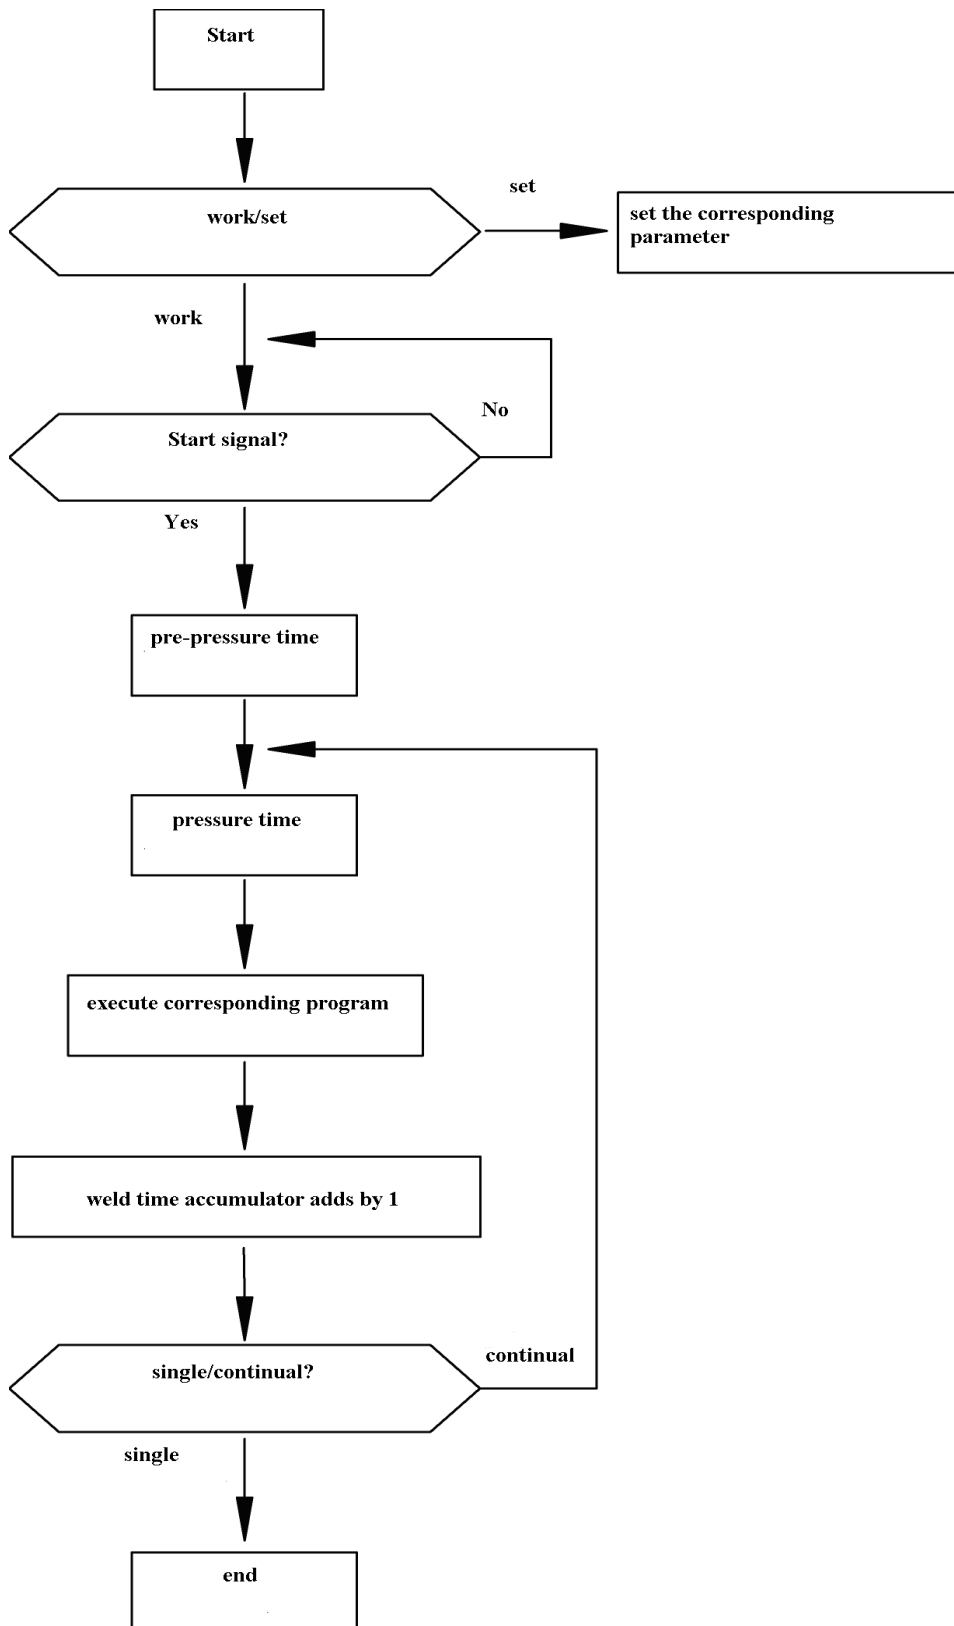 Start
work/set
set
set the corresponding
parameter
work
No
Start signal?
Yes
pre-pressure time
pressure time
execute corresponding program
weld time accumulator adds by 1
continual
single/continual?
single
end